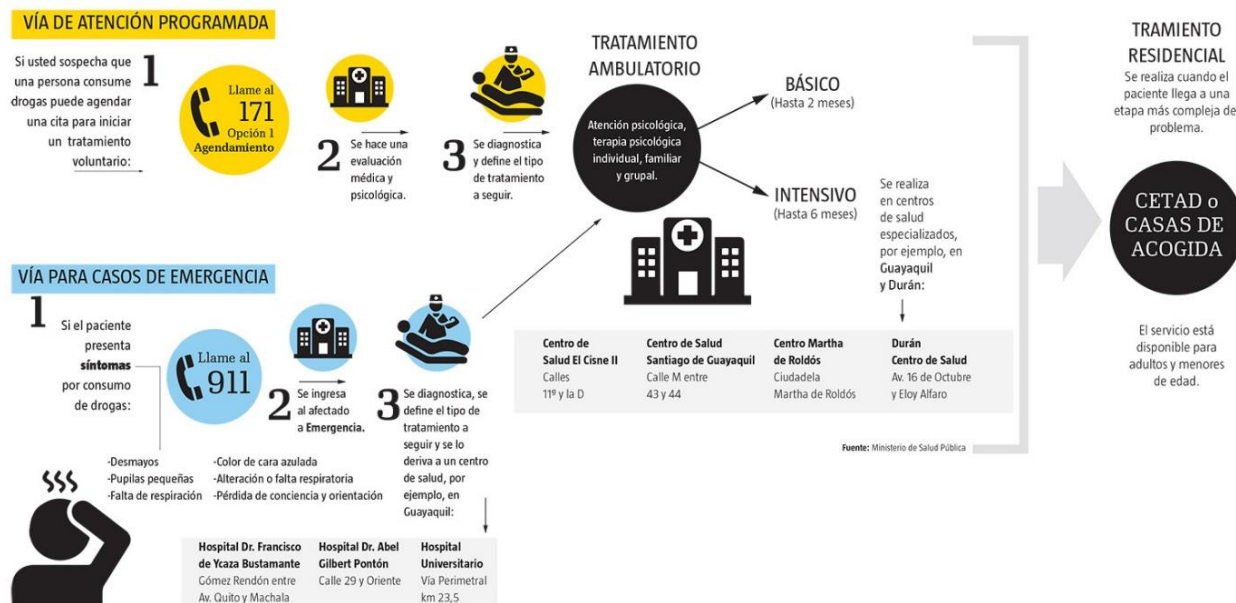 VÍA DE ATENCIÓN PROGRAMADA
1
Si usted sospecha que
una persona consume
drogas puede agendar
una cita para iniciar
un tratamiento
voluntario:
Llame al
171
Opción 1
Agendamiento
2
Se hace una
evaluación
médica y
psicológica.
3
Se diagnostica
y define el tipo
de tratamiento
a seguir.
VÍA PARA CASOS DE EMERGENCIA
1
Si el paciente
presenta
síntomas
por consumo
de drogas:
-Desmayos
-Pupilas pequeñas
-Falta de respiración
-Color de cara azulada
-Alteración o falta respiratoria
-Pérdida de conciencia y orientación
Llame al
911
2
Se ingresa
al afectado
a Emergencia.
3
Se diagnostica, se
define el tipo de
tratamiento a
seguir y se lo
deriva a un centro
de salud, por
ejemplo, en
Guayaquil:
Hospital Dr. Francisco
de Ycaza Bustamante
Gómez Rendón entre
Av. Quito y Machala
Hospital Dr. Abel
Gilbert Pontón
Calle 29 y Oriente
Hospital
Universitario
Vía Perimetral
km 23,5
TRATAMIENTO
AMBULATORIO
Atención psicológica,
terapia psicológica
individual, familiar
y grupal.
BÁSICO
(Hasta 2 meses)
INTENSIVO
(Hasta 6 meses)
Se realiza
en centros
de salud
especializados,
por ejemplo, en
Guayaquil
y Durán:
Centro de
Salud El Cisne II
Calles
11ª y la D
Centro de Salud
Santiago de Guayaquil
Calle M entre
43 y 44
Centro Martha
de Roldós
Ciudadela
Martha de Roldós
Durán
Centro de Salud
Av. 16 de Octubre
y Eloy Alfaro
Fuente: Ministerio de Salud Pública
TRAMIENTO
RESIDENCIAL
Se realiza cuando el
paciente llega a una
etapa más compleja de
problema.
CETAD o
CASAS DE
ACOGIDA
El servicio está
disponible para
adultos y menores
de edad.